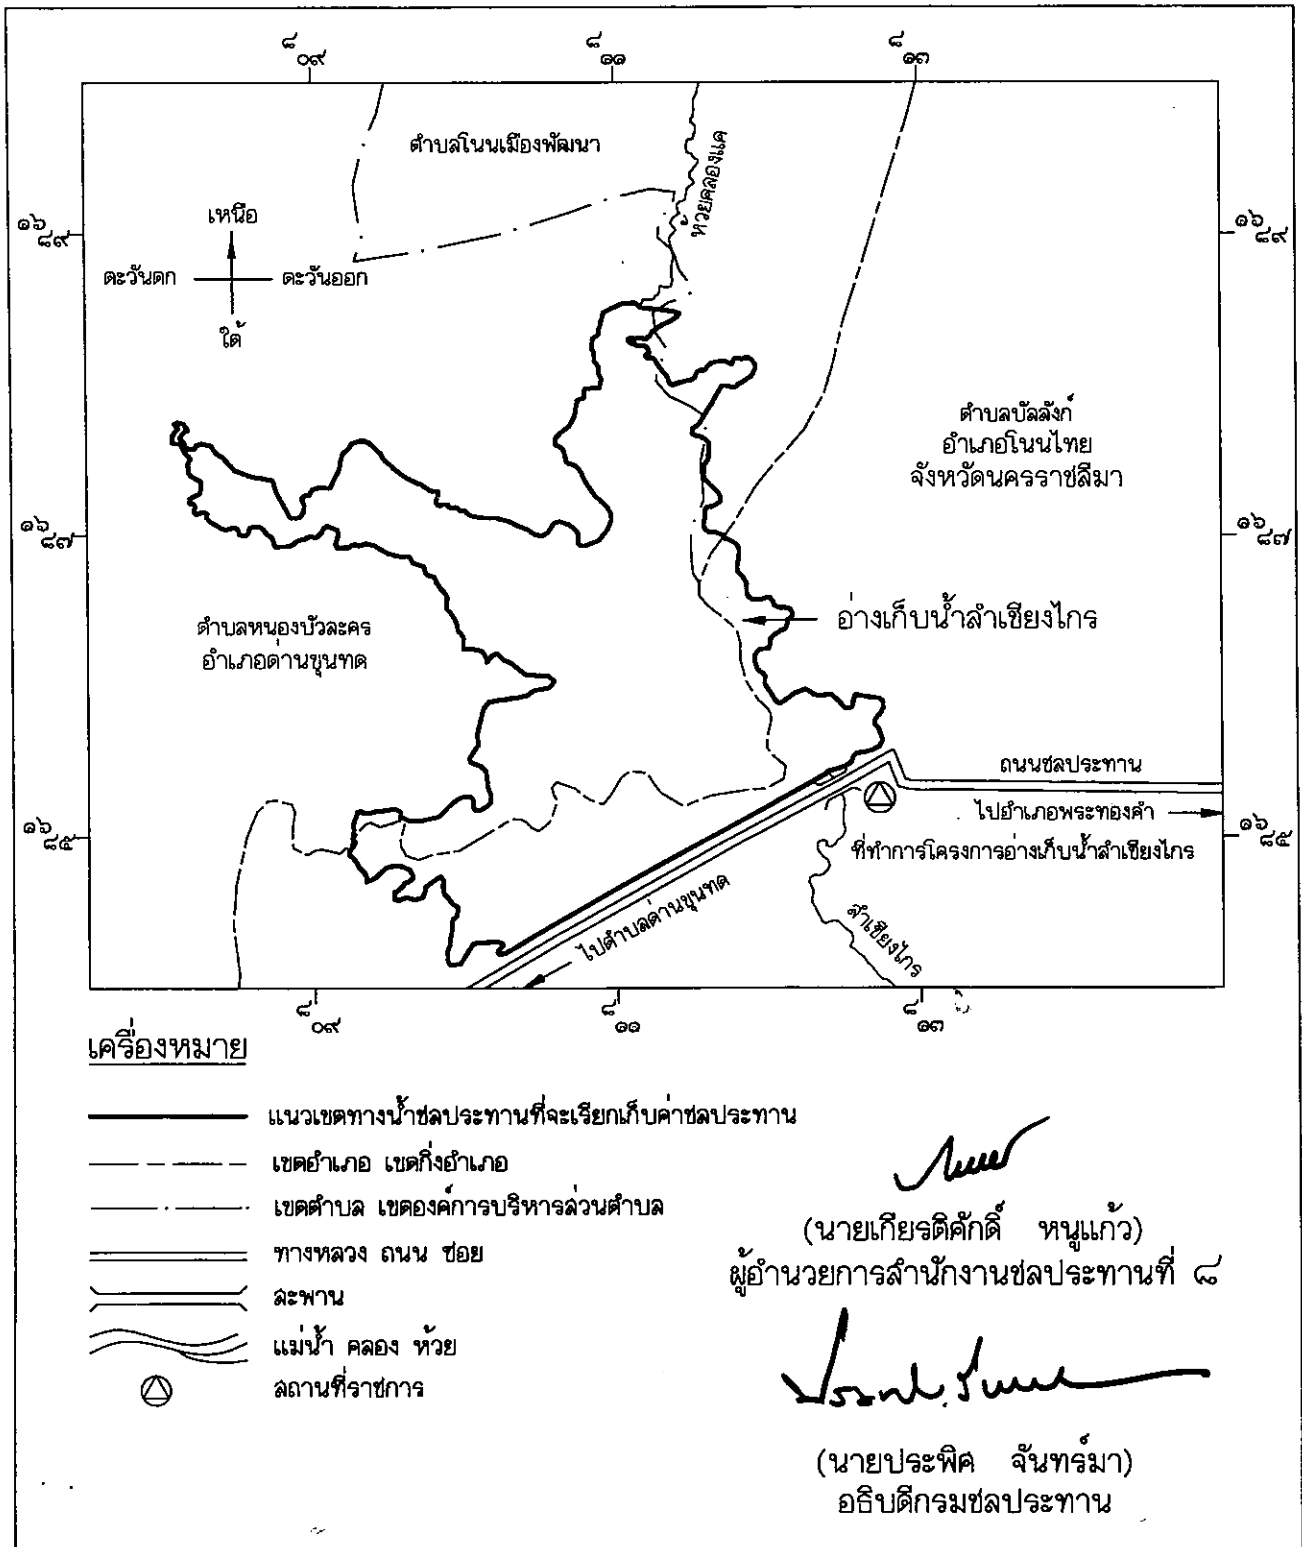 ๘
๐๙
๘
๑๑
๘
๑๓
ตำบลโนนเมืองพัฒนา
ห้วยคลองแค
เหนือ
ตะวันตก
ตะวันออก
ใต้
๑๖
๘๙
๑๖
๘๙
ตำบลบัลลังก์
อำเภอโนนไทย
จังหวัดนครราชสีมา
๑๖
๘๗
๑๖
๘๗
อ่างเก็บน้ำลำเชียงไกร
ตำบลหนองบัวละคร
อำเภอด่านขุนทด
ถนนชลประทาน
ไปอำเภอพระทองคำ
๑๖
๘๕
๑๖
๘๕
ที่ทำการโครงการอ่างเก็บน้ำลำเชียงไกร
ไปตำบลด่านขุนทด
ลำเชียงไกร
๘
๐๙
๘
๑๑
๘
๑๓
เครื่องหมาย
แนวเขตทางน้ำชลประทานที่จะเรียกเก็บค่าชลประทาน
เขตอำเภอ เขตกิ่งอำเภอ
เขตตำบล เขตองค์การบริหารส่วนตำบล
ทางหลวง ถนน ซอย
สะพาน
แม่น้ำ คลอง ห้วย
สถานที่ราชการ
(นายเกียรติศักดิ์ หนูแก้ว)
ผู้อำนวยการสำนักงานชลประทานที่ ๘
(นายประพิศ จันทร์มา)
อธิบดีกรมชลประทาน